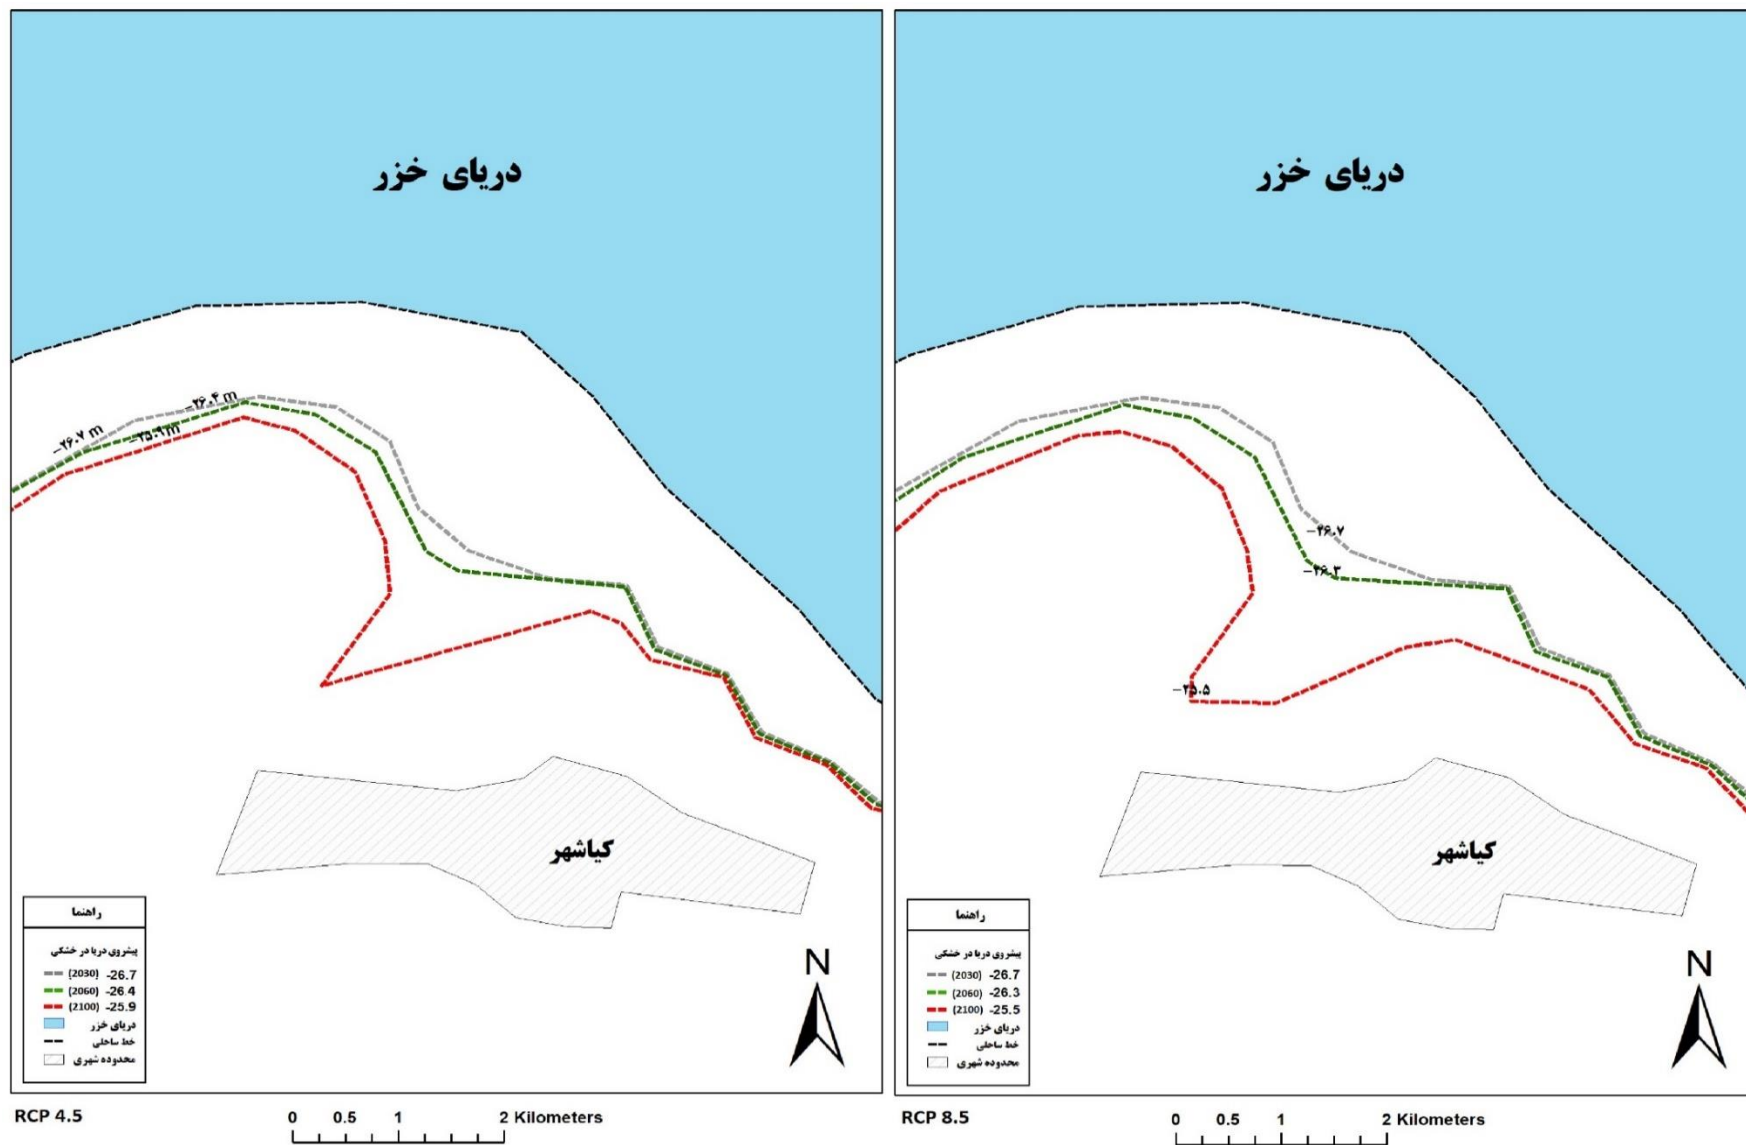 دریای خزر
−۲۶.۴ m
−۲۶.۷ m
−۲۵.۹ m
کیاشهر
راهنما
پیشروی دریا در خشکی
(2030) -26.7
(2060) -26.4
(2100) -25.9
دریای خزر
خط ساحلی
محدوده شهری
N
RCP 4.5
0 0.5 1 2 Kilometers
دریای خزر
−۲۶.۷
−۲۶.۳
−۲۵.۵
کیاشهر
راهنما
پیشروی دریا در خشکی
(2030) -26.7
(2060) -26.3
(2100) -25.5
دریای خزر
خط ساحلی
محدوده شهری
N
RCP 8.5
0 0.5 1 2 Kilometers